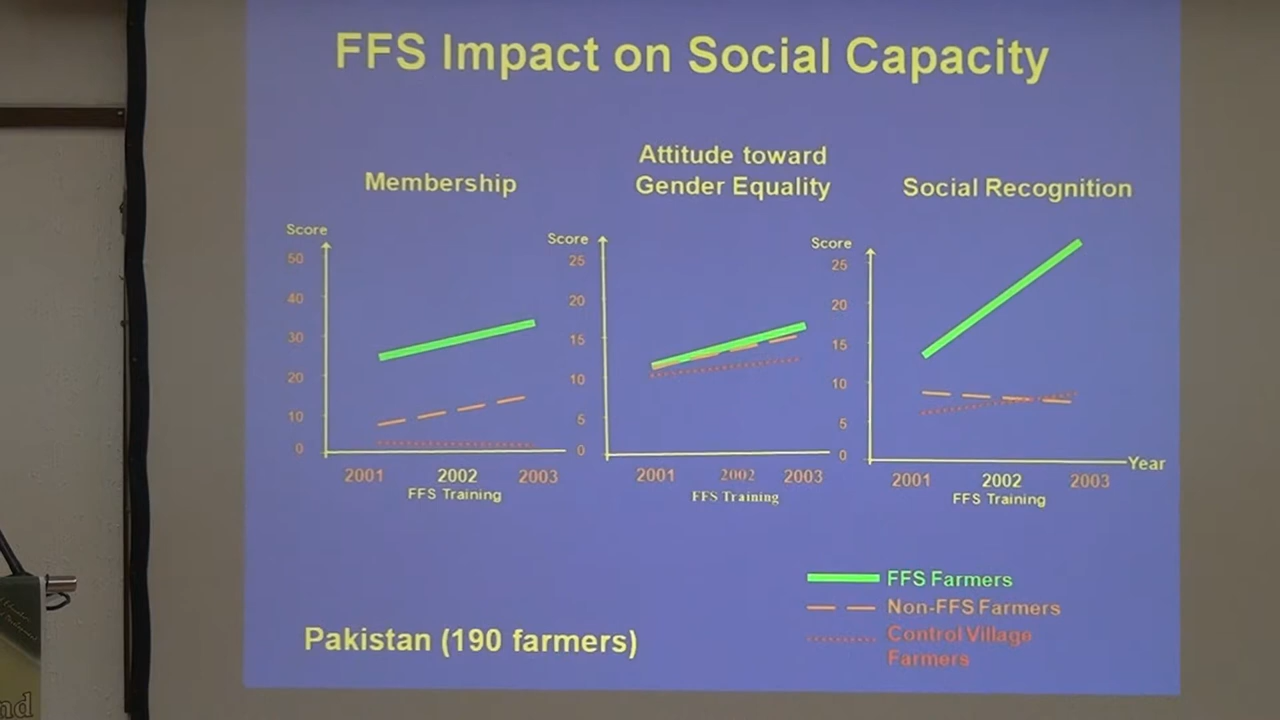 FFS Impact on Social Capacity
Membership
Score
50
40
30
20
10
0
2001 2002 2003
FFS Training
Attitude toward
Gender Equality
Score
25
20
15
10
5
0
2001 2002 2003
FFS Training
Social Recognition
Score
25
20
15
10
5
0
Year
2001 2002 2003
FFS Training
FFS Farmers
Non-FFS Farmers
Control Village
Farmers
Pakistan (190 farmers)
nd